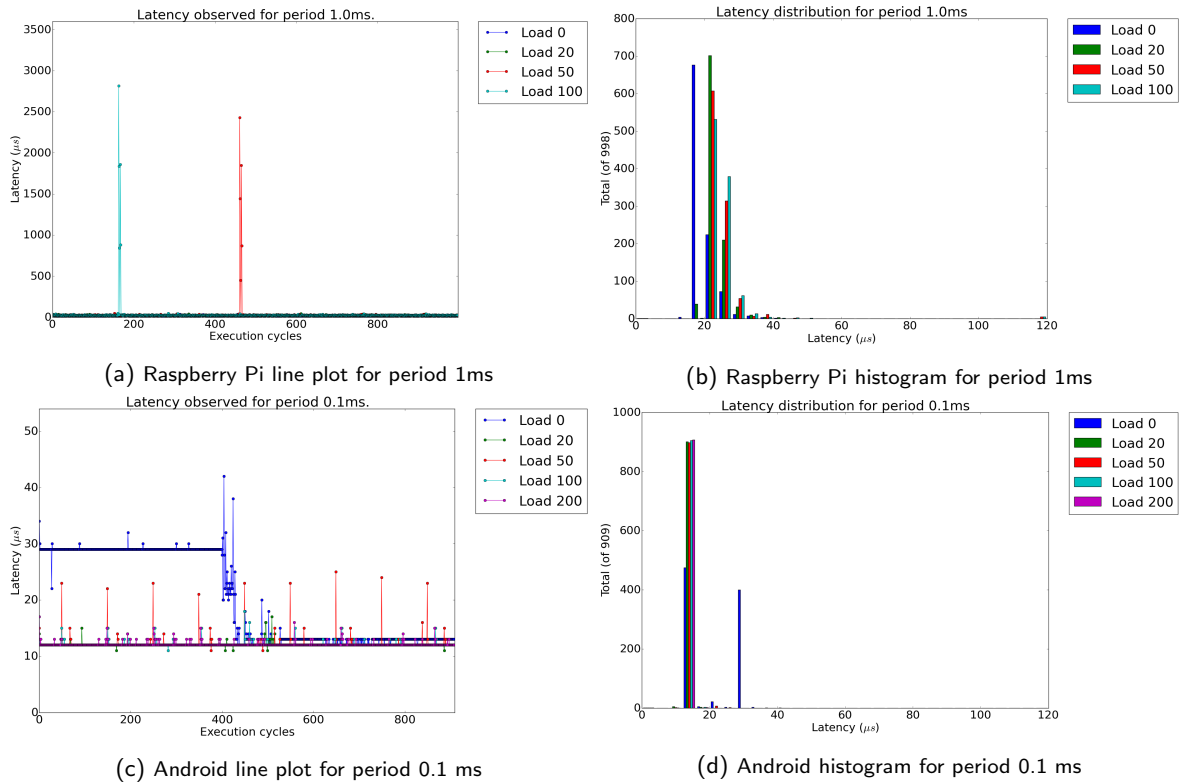 Latency observed for period 1.0ms.
Latency (μs)
3500
3000
2500
2000
1500
1000
500
0
0 200 400 600 800
Execution cycles
Load 0
Load 20
Load 50
Load 100
(a) Raspberry Pi line plot for period 1ms
Latency distribution for period 1.0ms
Total (of 998)
800
700
600
500
400
300
200
100
0
0 20 40 60 80 100 120
Latency (μs)
Load 0
Load 20
Load 50
Load 100
(b) Raspberry Pi histogram for period 1ms
Latency observed for period 0.1ms.
Latency (μs)
50
40
30
20
10
0
0 200 400 600 800
Execution cycles
Load 0
Load 20
Load 50
Load 100
Load 200
(c) Android line plot for period 0.1 ms
Latency distribution for period 0.1ms
Total (of 909)
1000
800
600
400
200
0
0 20 40 60 80 100 120
Latency (μs)
Load 0
Load 20
Load 50
Load 100
Load 200
(d) Android histogram for period 0.1 ms